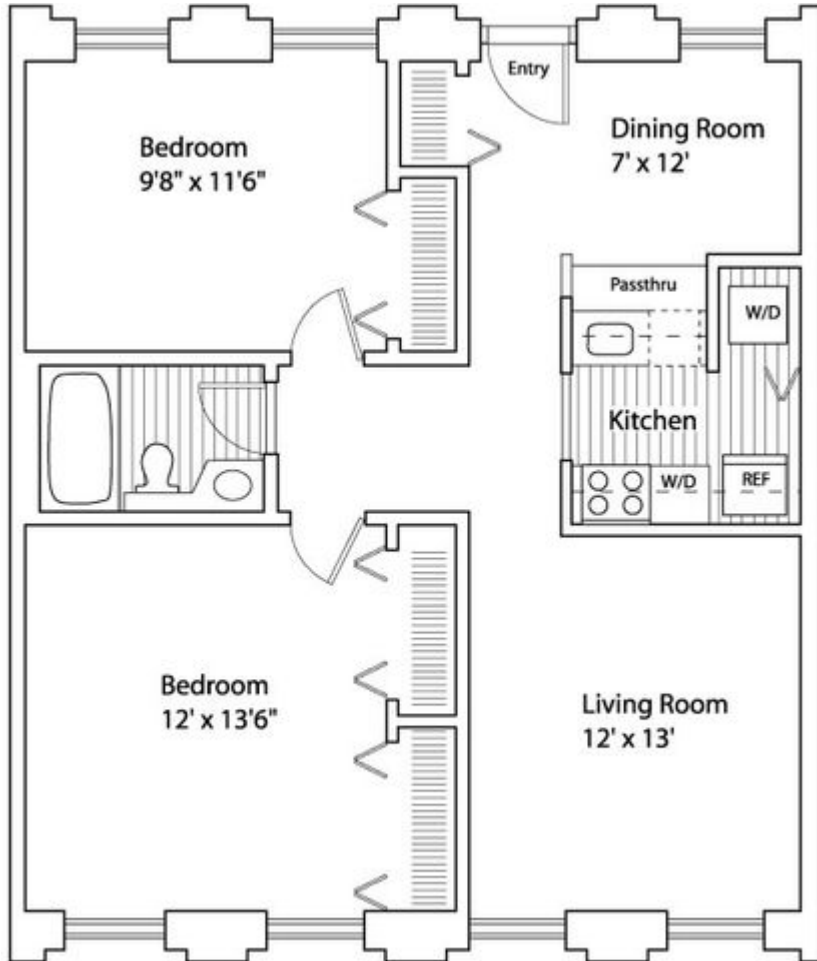 Entry
Bedroom
9'8" x 11'6"
Dining Room
7' x 12'
Passthru
W/D
Kitchen
W/D
REF
Bedroom
12' x 13'6"
Living Room
12' x 13'